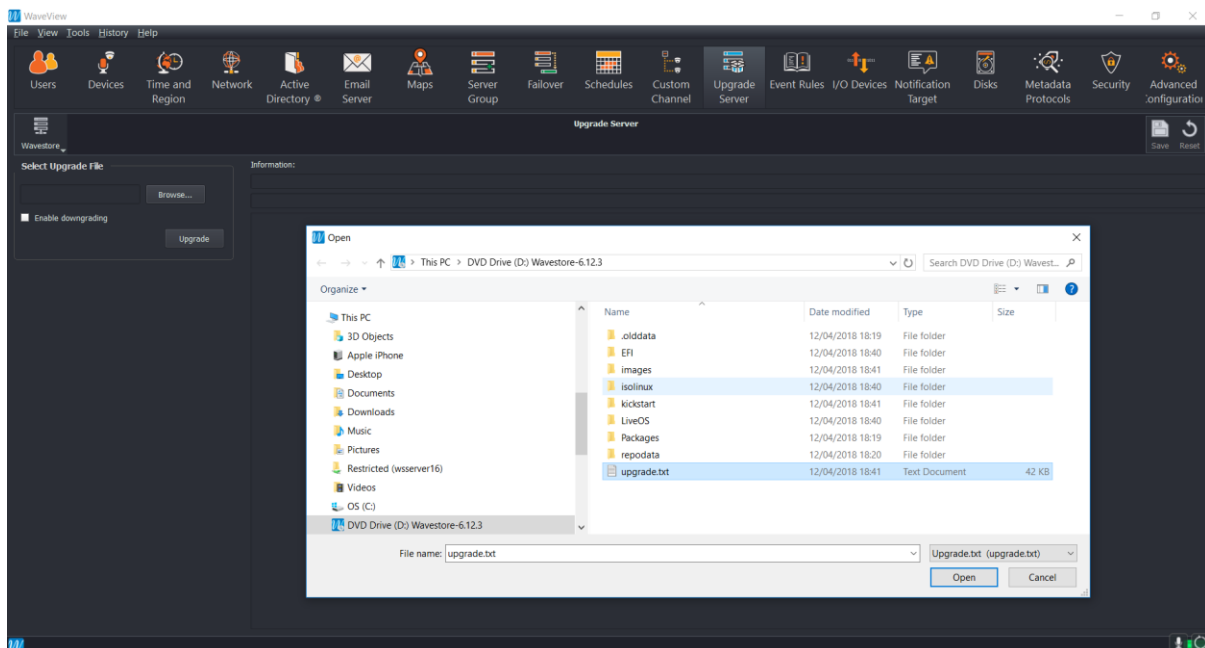 WaveView
File View Tools History Help
Users Devices Time and Region Network Active Directory ® Email Server Maps Server Group Failover Schedules Custom Channel Upgrade Server Event Rules I/O Devices Notification Target Disks Metadata Protocols Security Advanced Configuration
Upgrade Server
Wavestore
Save Reset
Select Upgrade File
Information:
Browse...
Enable downgrading
Upgrade
Open
This PC > DVD Drive (D:) Wavestore-6.12.3
Search DVD Drive (D:) Wavest...
Organize
This PC
3D Objects
Apple iPhone
Desktop
Documents
Downloads
Music
Pictures
Restricted (wsserver16)
Videos
OS (C:)
DVD Drive (D:) Wavestore-6.12.3
Name Date modified Type Size
.olddata 12/04/2018 18:19 File folder
EFI 12/04/2018 18:40 File folder
images 12/04/2018 18:41 File folder
isolinux 12/04/2018 18:40 File folder
kickstart 12/04/2018 18:41 File folder
LiveOS 12/04/2018 18:40 File folder
Packages 12/04/2018 18:19 File folder
repodata 12/04/2018 18:20 File folder
upgrade.txt 12/04/2018 18:41 Text Document 42 KB
File name: upgrade.txt
Upgrade.txt (upgrade.txt)
Open Cancel